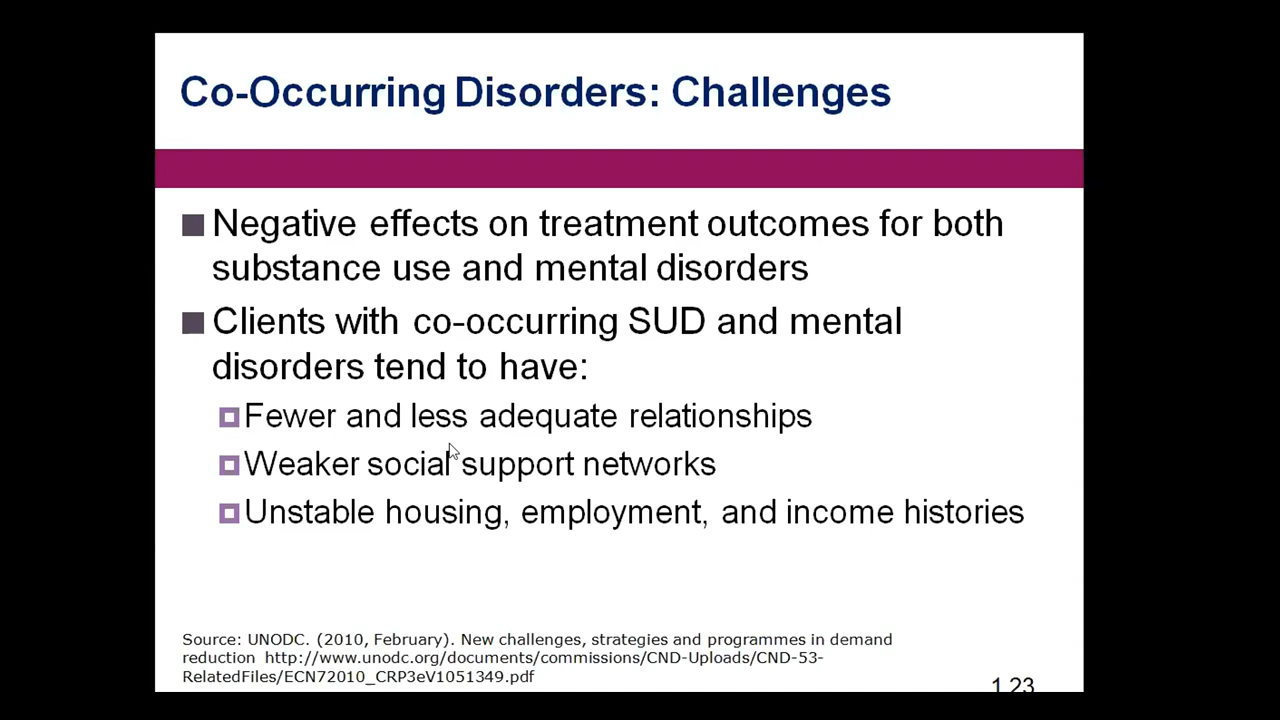 Co-Occurring Disorders: Challenges
Negative effects on treatment outcomes for both
substance use and mental disorders
Clients with co-occurring SUD and mental
disorders tend to have:
Fewer and less adequate relationships
Weaker social support networks
Unstable housing, employment, and income histories
Source: UNODC. (2010, February). New challenges, strategies and programmes in demand
reduction http://www.unodc.org/documents/commissions/CND-Uploads/CND-53-
RelatedFiles/ECN72010_CRP3eV1051349.pdf
1.23